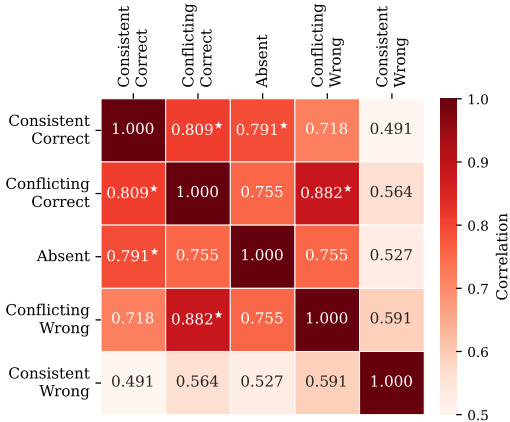 Consistent
Correct
Conflicting
Correct
Absent
Conflicting
Wrong
Consistent
Wrong
Consistent
Correct
1.000 0.809★ 0.791★ 0.718 0.491
Conflicting
Correct
0.809★ 1.000 0.755 0.882★ 0.564
Absent
0.791★ 0.755 1.000 0.755 0.527
Conflicting
Wrong
0.718 0.882★ 0.755 1.000 0.591
Consistent
Wrong
0.491 0.564 0.527 0.591 1.000
1.0
0.9
0.8
0.7
0.6
0.5
Correlation